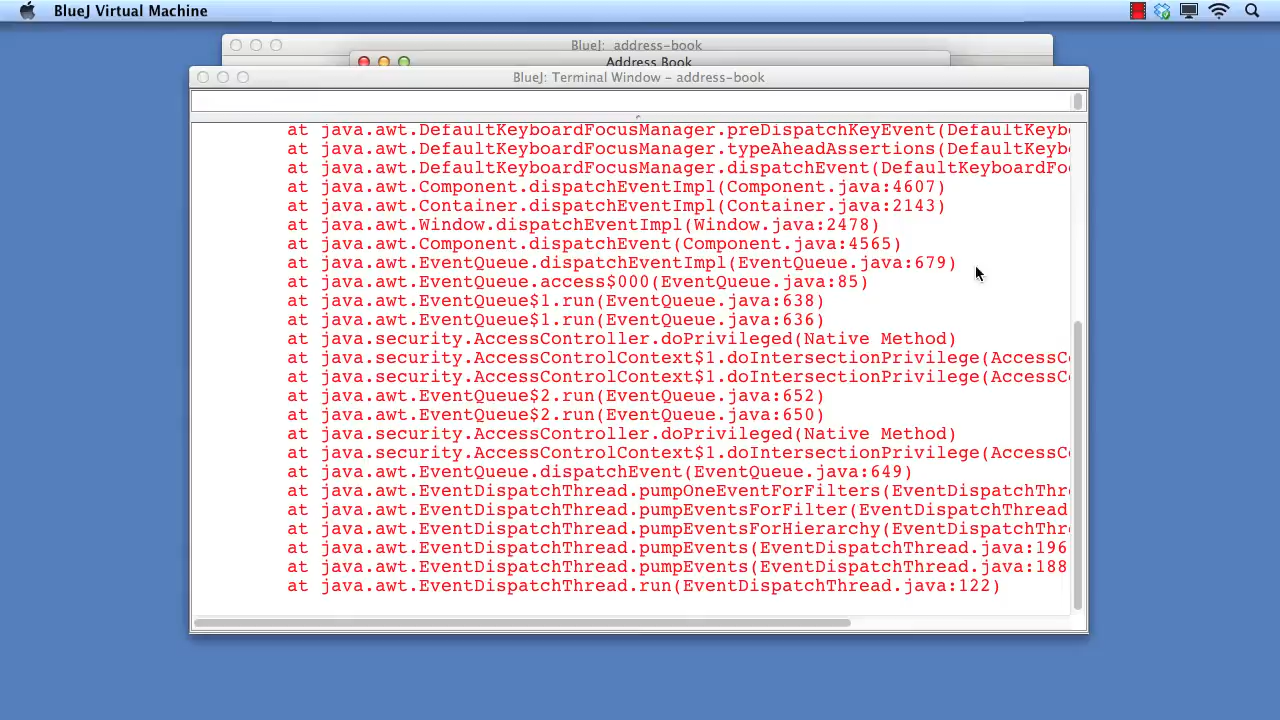 BlueJ Virtual Machine
BlueJ: address-book
Address Book
BlueJ: Terminal Window – address-book
at java.awt.DefaultKeyboardFocusManager.preDispatchKeyEvent(DefaultKeyb
at java.awt.DefaultKeyboardFocusManager.typeAheadAssertions(DefaultKeyb
at java.awt.DefaultKeyboardFocusManager.dispatchEvent(DefaultKeyboardFo
at java.awt.Component.dispatchEventImpl(Component.java:4607)
at java.awt.Container.dispatchEventImpl(Container.java:2143)
at java.awt.Window.dispatchEventImpl(Window.java:2478)
at java.awt.Component.dispatchEvent(Component.java:4565)
at java.awt.EventQueue.dispatchEventImpl(EventQueue.java:679)
at java.awt.EventQueue.access$000(EventQueue.java:85)
at java.awt.EventQueue$1.run(EventQueue.java:638)
at java.awt.EventQueue$1.run(EventQueue.java:636)
at java.security.AccessController.doPrivileged(Native Method)
at java.security.AccessControlContext$1.doIntersectionPrivilege(AccessC
at java.security.AccessControlContext$1.doIntersectionPrivilege(AccessC
at java.awt.EventQueue$2.run(EventQueue.java:652)
at java.awt.EventQueue$2.run(EventQueue.java:650)
at java.security.AccessController.doPrivileged(Native Method)
at java.security.AccessControlContext$1.doIntersectionPrivilege(AccessC
at java.awt.EventQueue.dispatchEvent(EventQueue.java:649)
at java.awt.EventDispatchThread.pumpOneEventForFilters(EventDispatchThr
at java.awt.EventDispatchThread.pumpEventsForFilter(EventDispatchThread
at java.awt.EventDispatchThread.pumpEventsForHierarchy(EventDispatchThr
at java.awt.EventDispatchThread.pumpEvents(EventDispatchThread.java:196
at java.awt.EventDispatchThread.pumpEvents(EventDispatchThread.java:188
at java.awt.EventDispatchThread.run(EventDispatchThread.java:122)